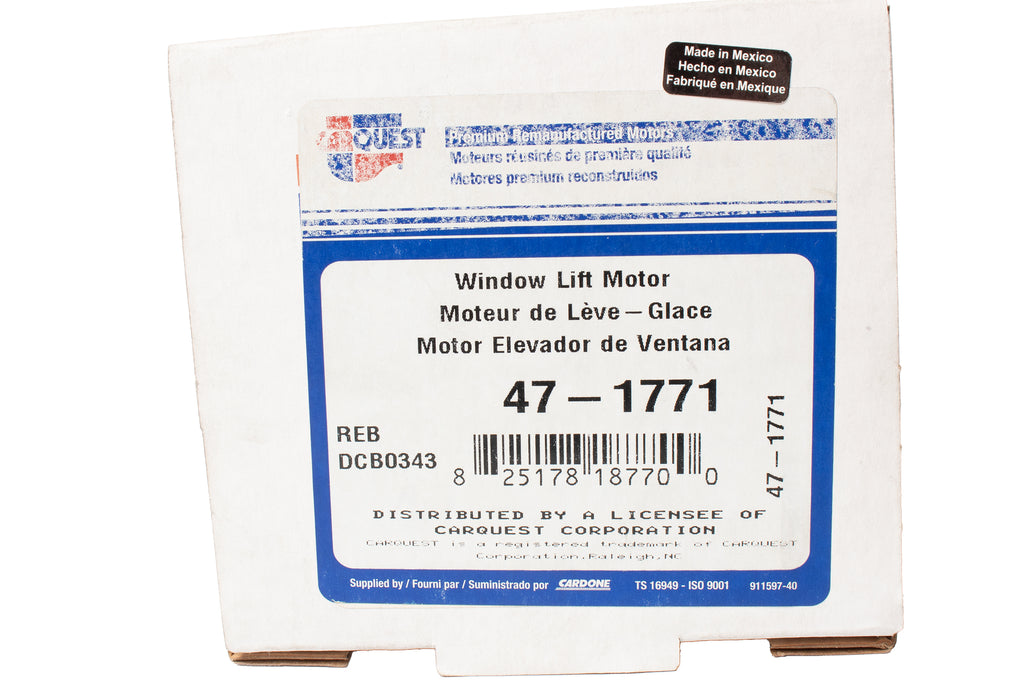 Made in Mexico
Hecho en Mexico
Fabriqué en Mexique
CARQUEST
Premium Remanufactured Motors
Moteurs réusinés de première qualité
Motores premium reconstruidos
Window Lift Motor
Moteur de Lève—Glace
Motor Elevador de Ventana
47—1771
REB
DCB0343
8 25178 18770 0
47—1771
DISTRIBUTED BY A LICENSEE OF
CARQUEST CORPORATION
CARQUEST is a registered trademark of CARQUEST
Corporation,Raleigh,NC
Supplied by / Fourni par / Suministrado por CARDONE TS 16949 - ISO 9001 911597-40